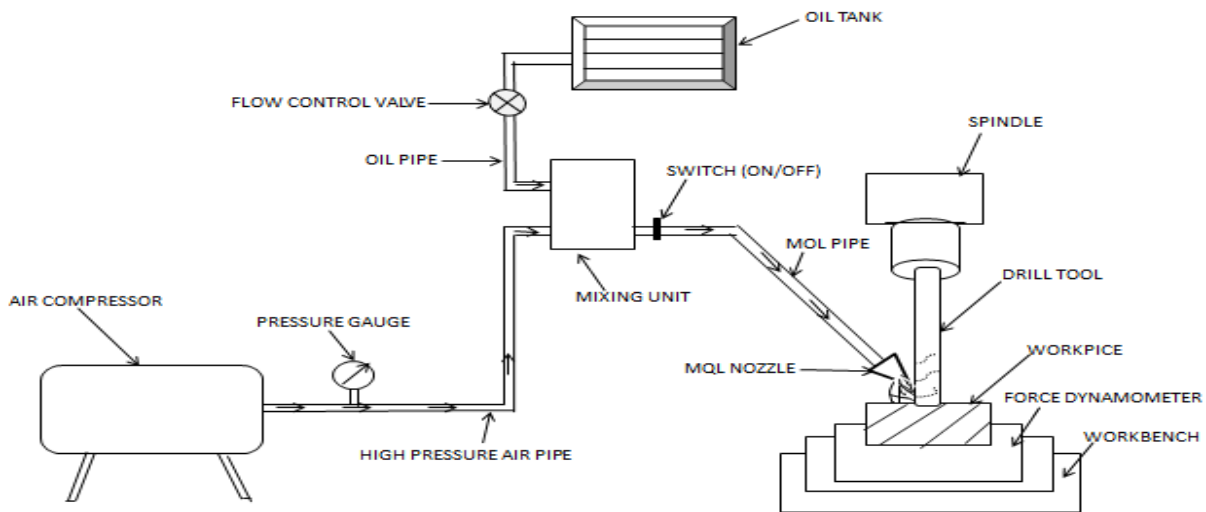 OIL TANK
FLOW CONTROL VALVE
SPINDLE
OIL PIPE
SWITCH (ON/OFF)
MOL PIPE
DRILL TOOL
MIXING UNIT
AIR COMPRESSOR
PRESSURE GAUGE
WORKPICE
MQL NOZZLE
FORCE DYNAMOMETER
WORKBENCH
HIGH PRESSURE AIR PIPE